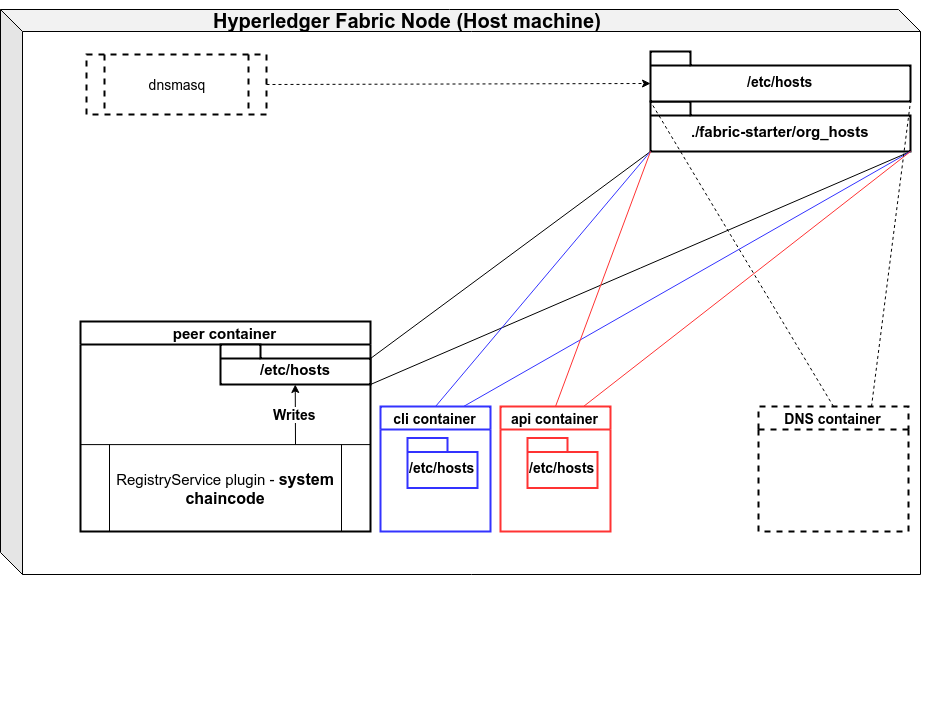 Hyperledger Fabric Node (Host machine)
dnsmasq
/etc/hosts
./fabric-starter/org_hosts
peer container
/etc/hosts
Writes
RegistryService plugin - system
chaincode
cli container
/etc/hosts
api container
/etc/hosts
DNS container